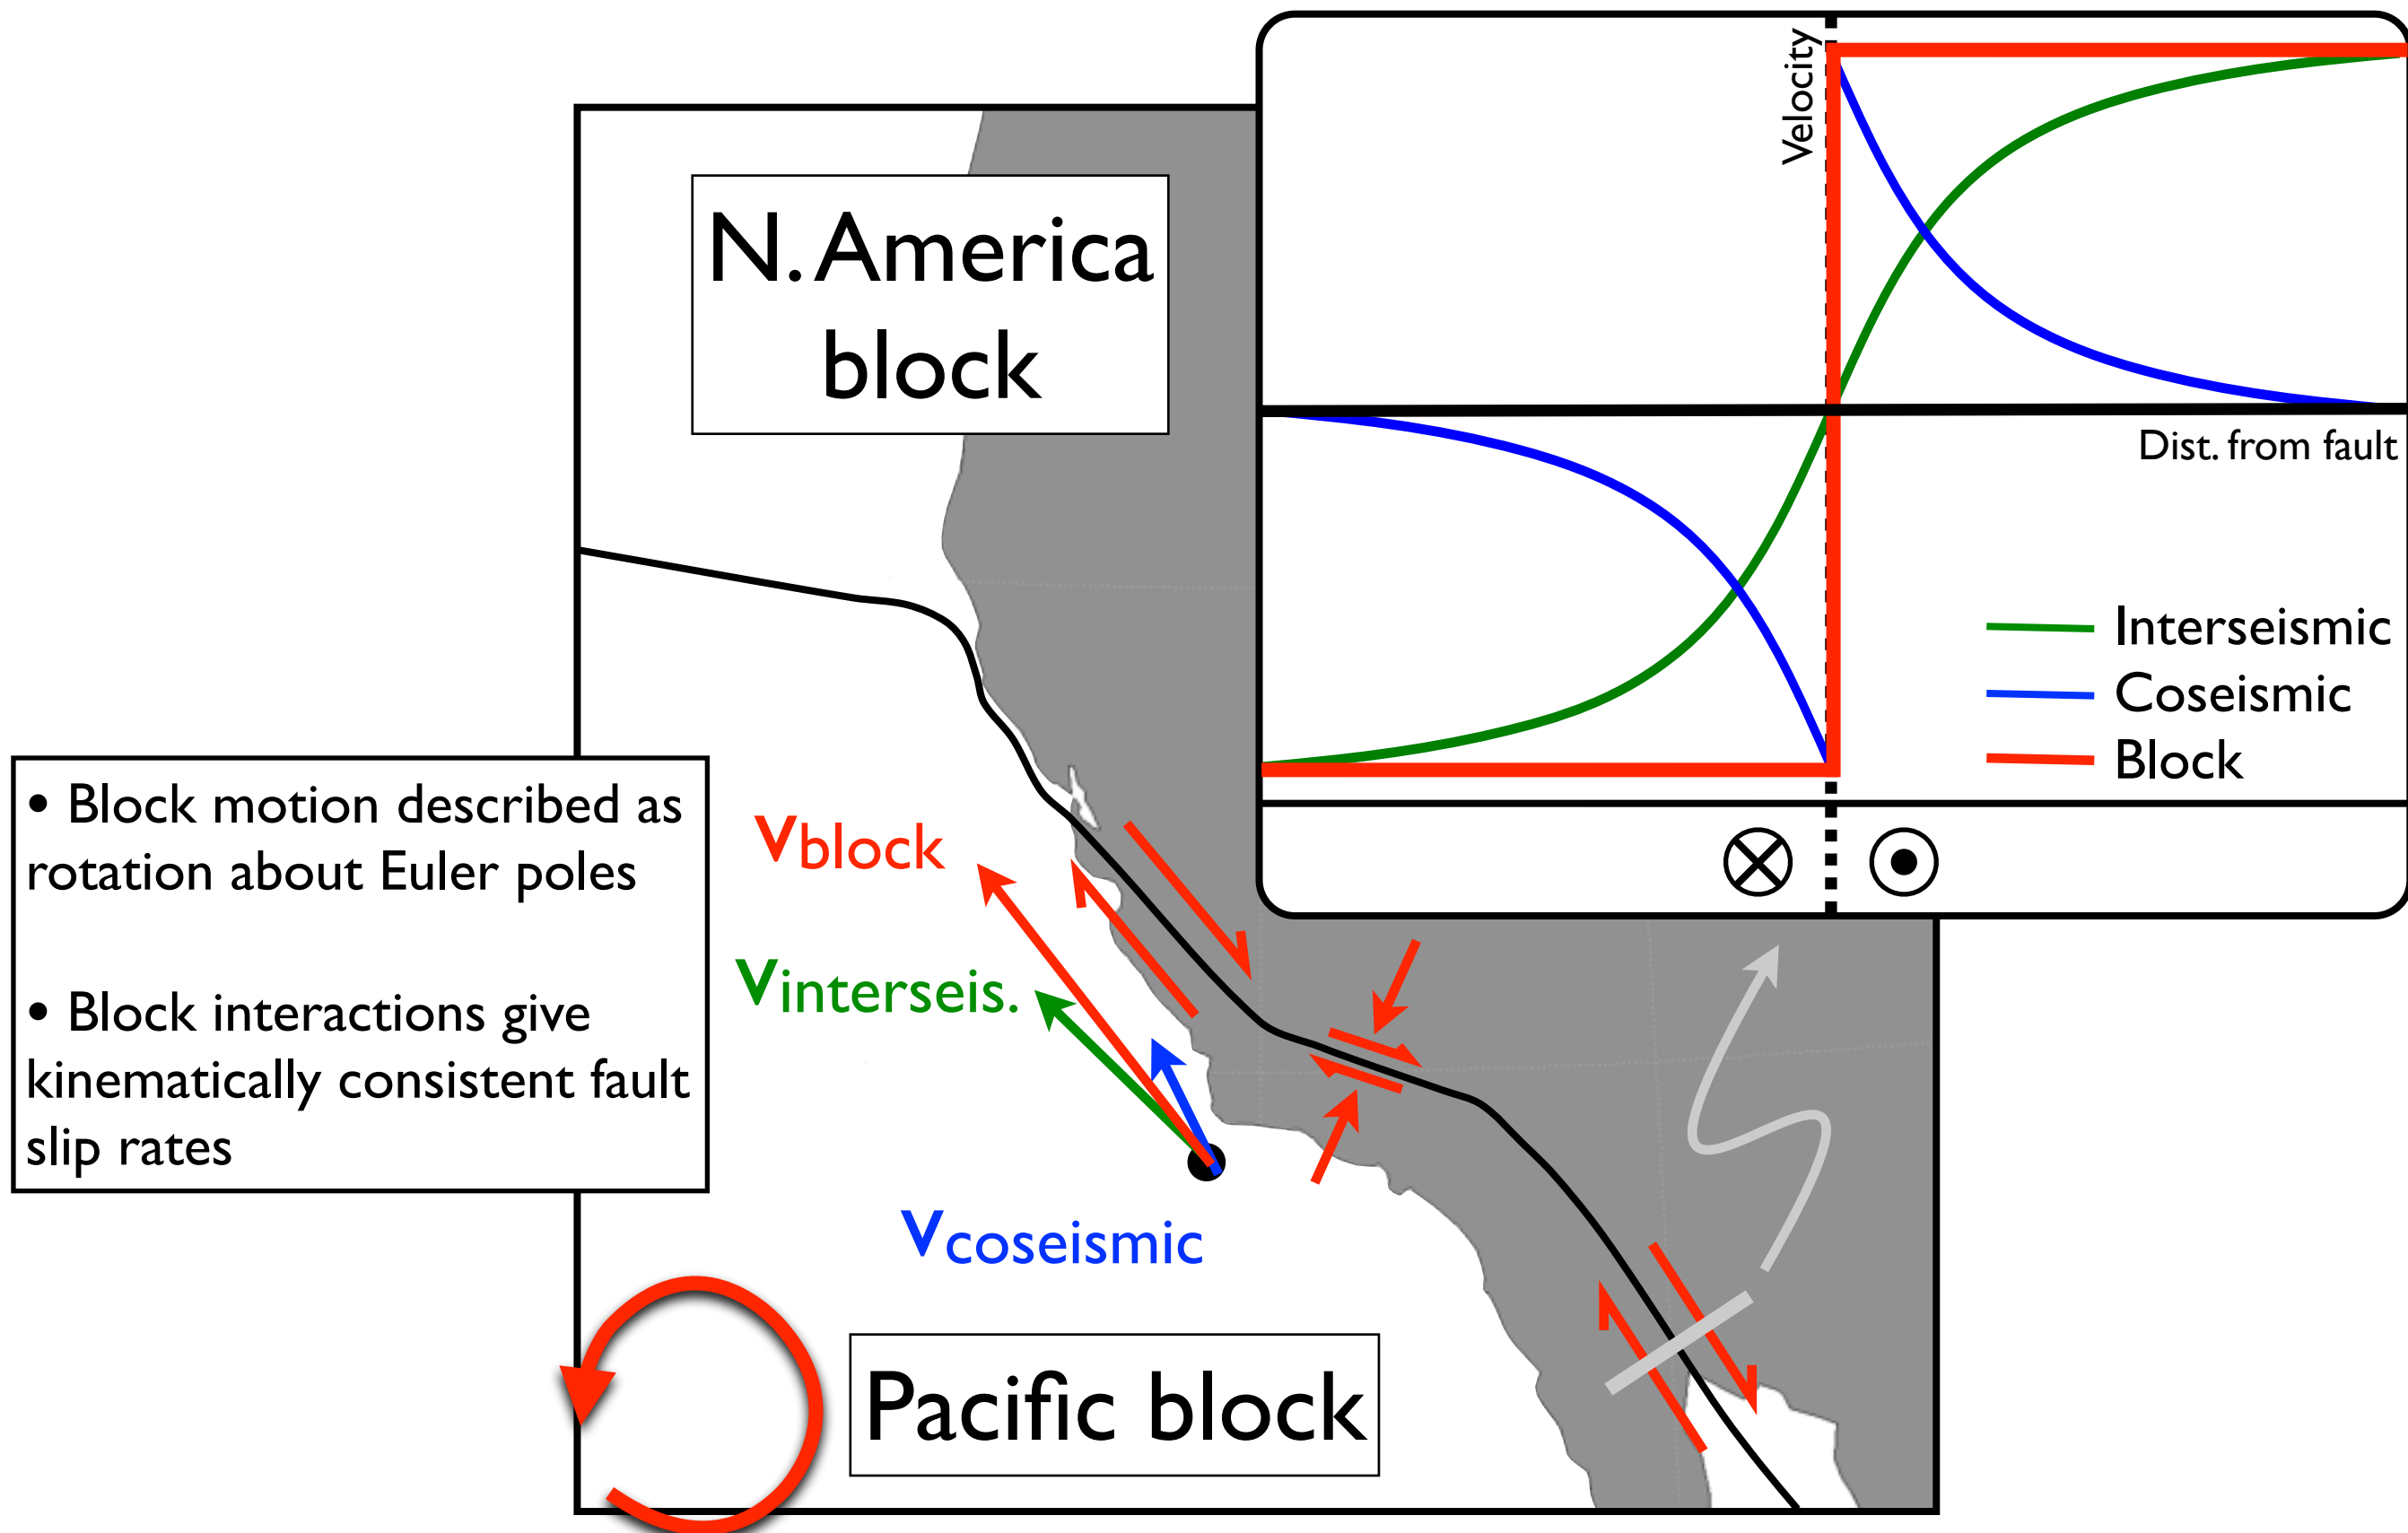 N. America
block
Velocity
Dist. from fault
Interseismic
Coseismic
Block
• Block motion described as
rotation about Euler poles
• Block interactions give
kinematically consistent fault
slip rates
Vblock
Vinterseis.
Vcoseismic
Pacific block